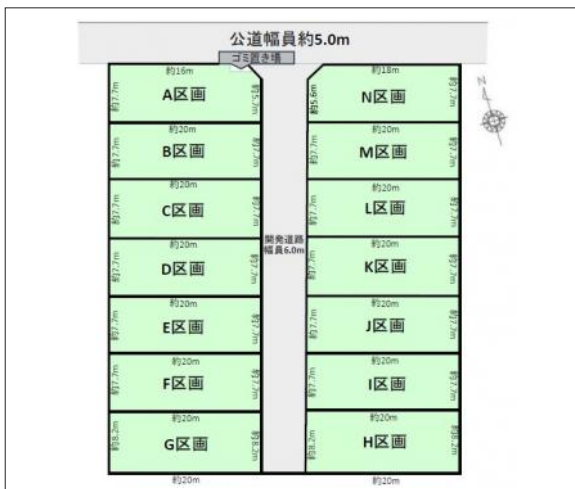 公道幅員約5.0m
ゴミ置き場
約16m
約7.7m
A区画
約5.7m
約20m
約7.7m
B区画
約7.7m
約20m
約7.7m
C区画
約7.7m
約20m
約7.7m
D区画
約7.7m
約20m
約7.7m
E区画
約7.7m
約20m
約7.7m
F区画
約7.7m
約20m
約8.2m
G区画
約8.2m
約20m
開発道路
幅員6.0m
約18m
約5.6m
N区画
約7.7m
約20m
約7.7m
M区画
約7.7m
約20m
約7.7m
L区画
約7.7m
約20m
約7.7m
K区画
約7.7m
約20m
約7.7m
J区画
約7.7m
約20m
約7.7m
I区画
約7.7m
約20m
約8.2m
H区画
約8.2m
約20m
N